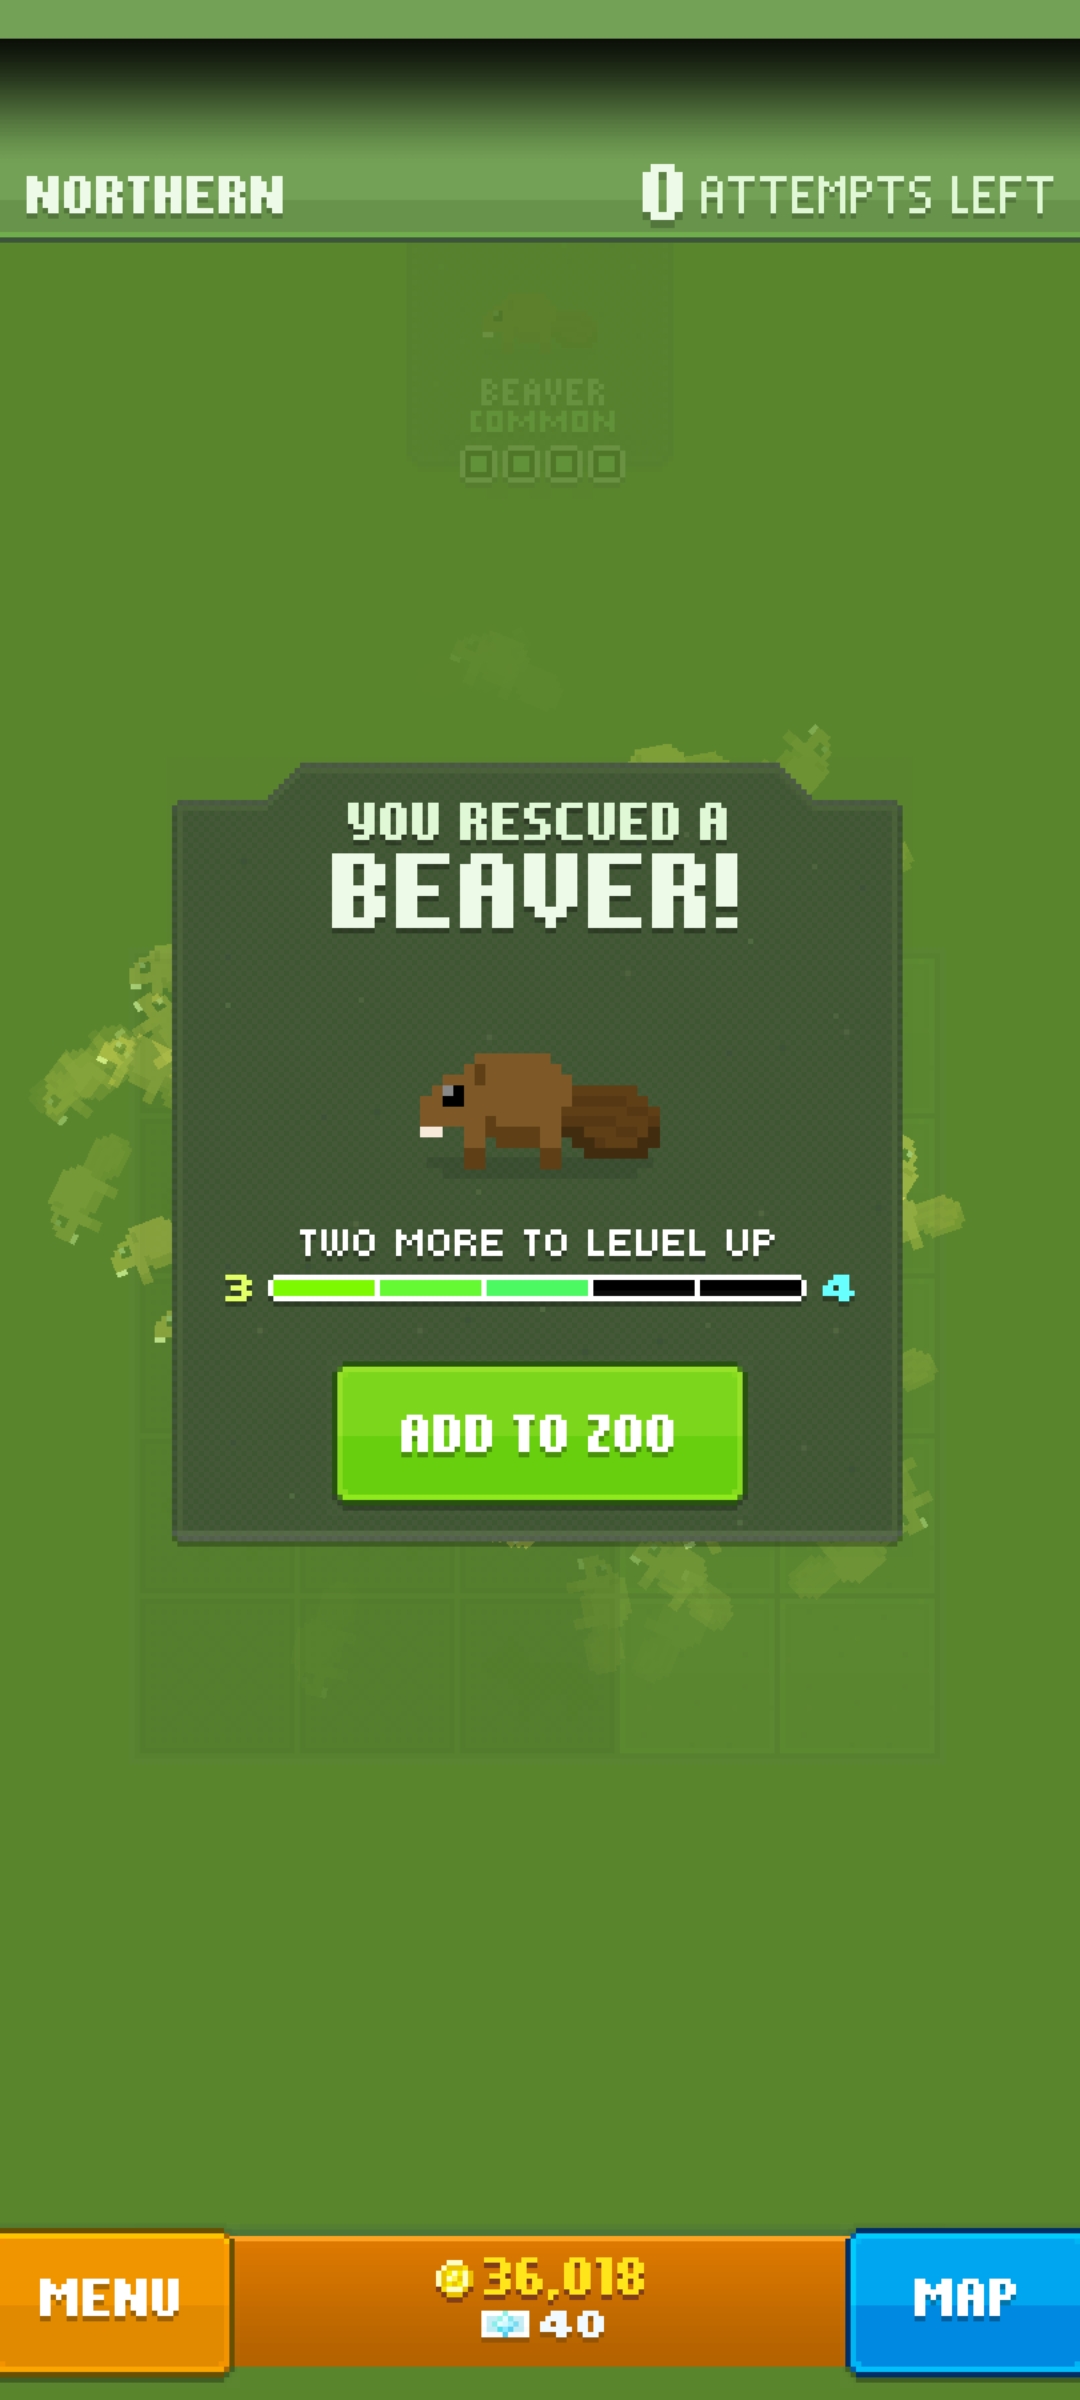 NORTHERN
0 ATTEMPTS LEFT
BEAVER
COMMON
YOU RESCUED A
BEAVER!
TWO MORE TO LEVEL UP
3 4
ADD TO ZOO
MENU
36,018
40
MAP